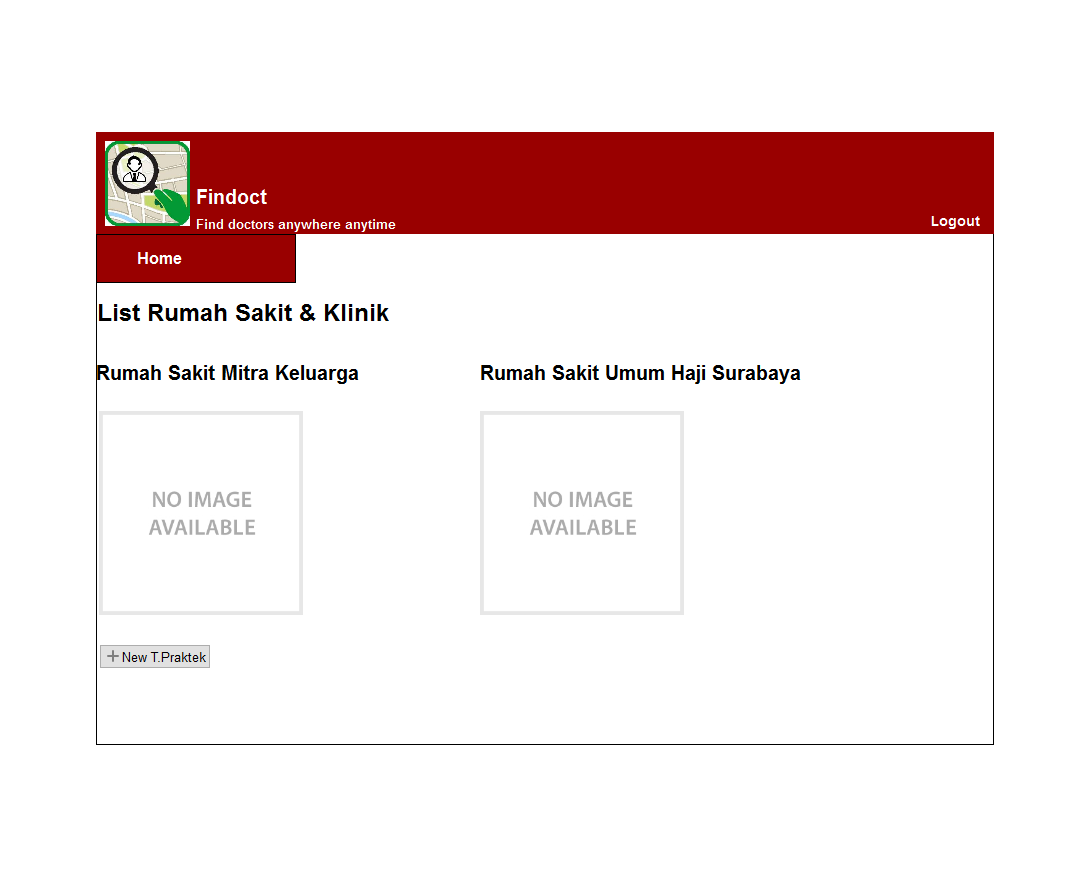 Findoct
Find doctors anywhere anytime
Logout
Home
List Rumah Sakit & Klinik
Rumah Sakit Mitra Keluarga
Rumah Sakit Umum Haji Surabaya
NO IMAGE
AVAILABLE
NO IMAGE
AVAILABLE
New T.Praktek